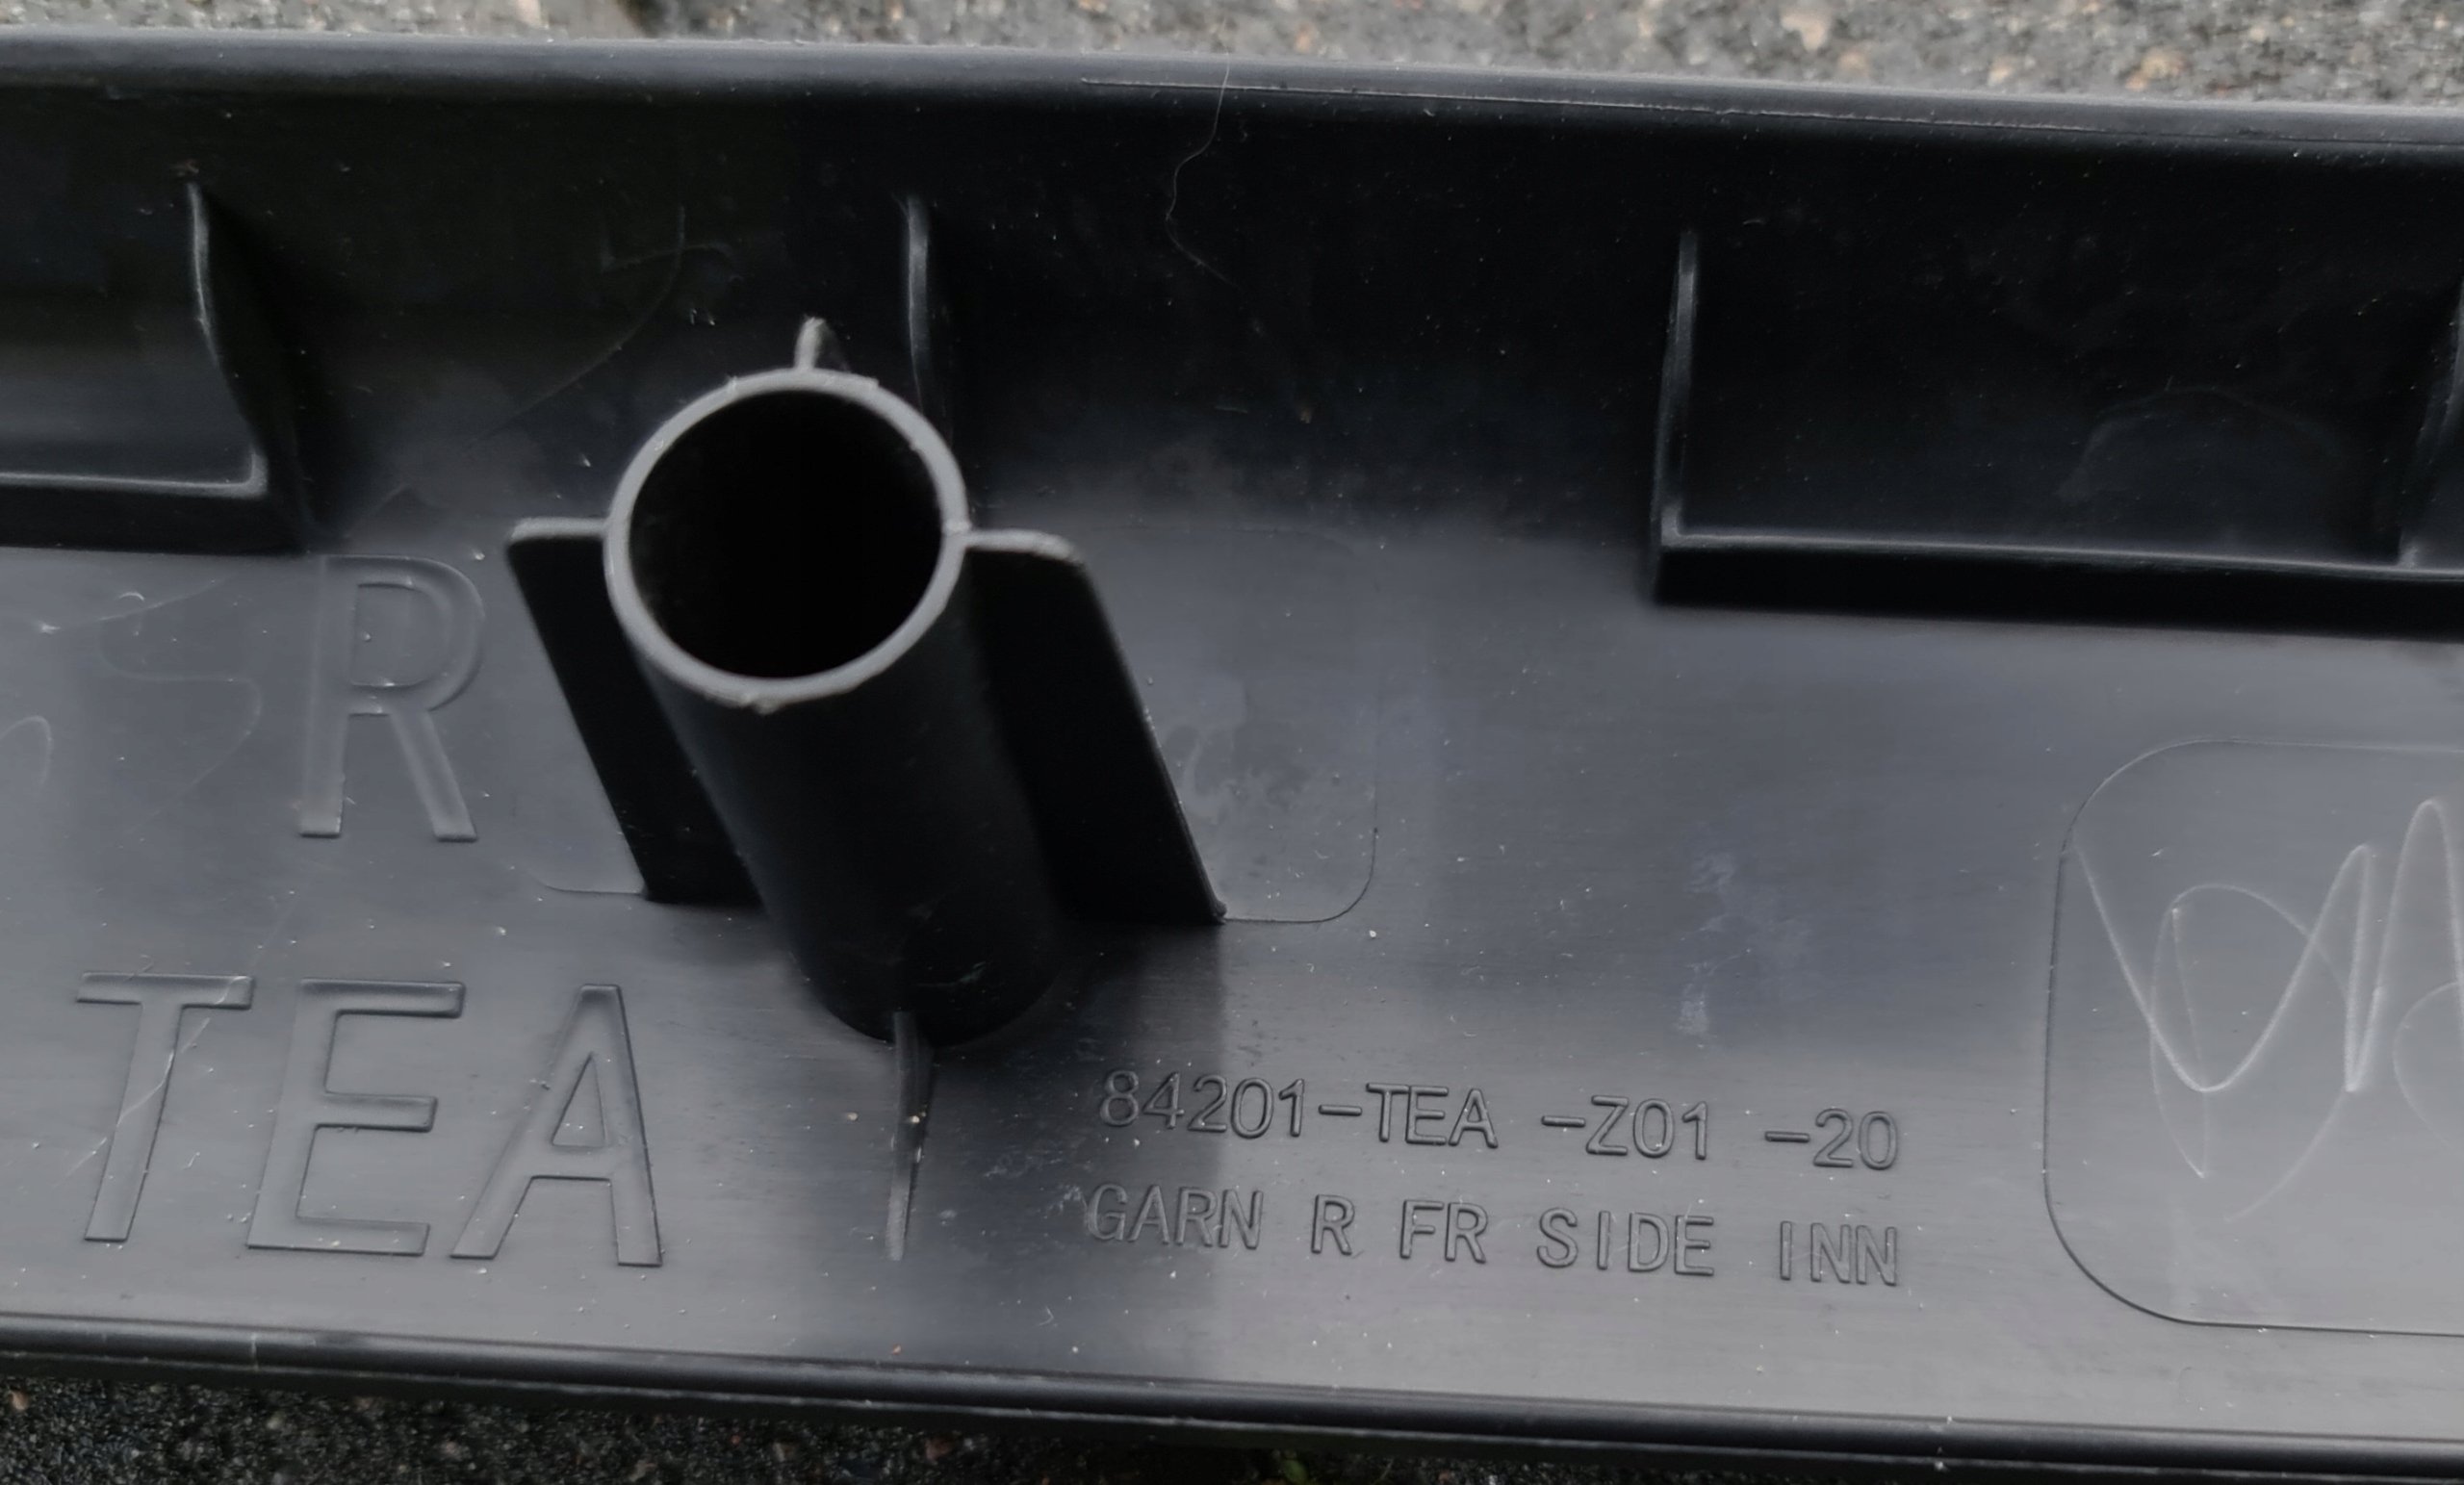 R
TEA
84201-TEA -Z01 -20
GARN R FR SIDE INN